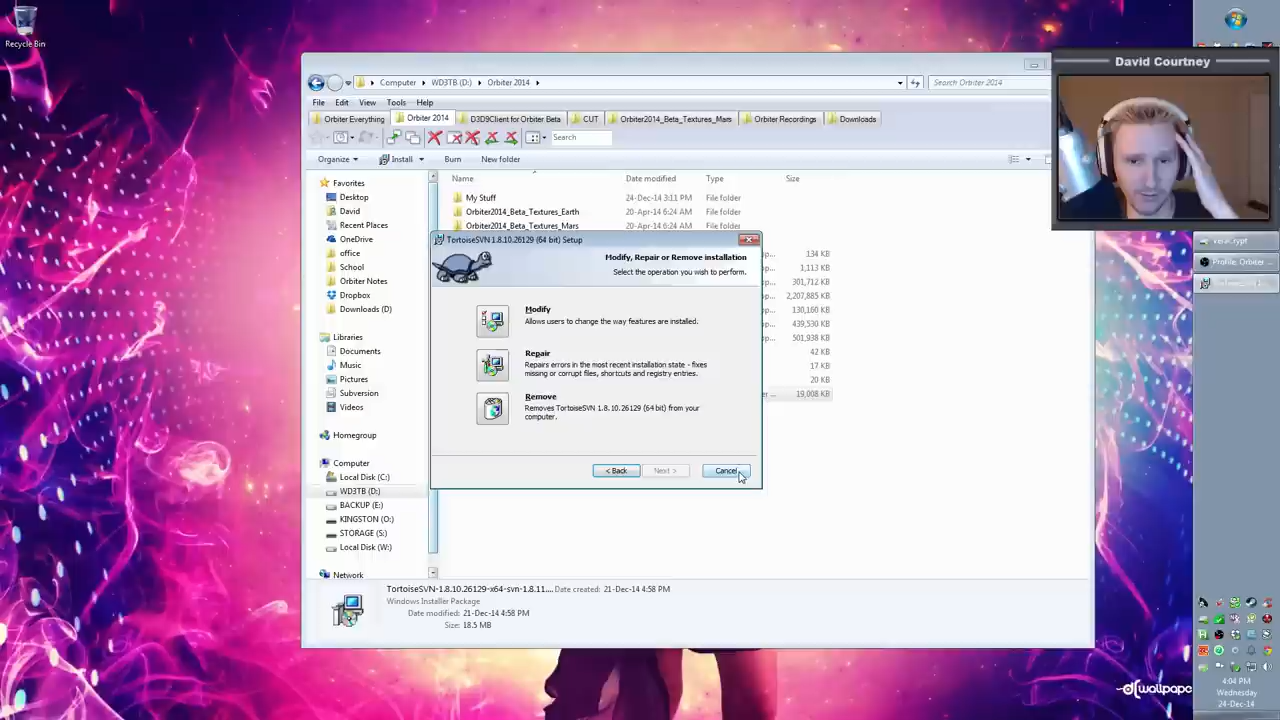 Recycle Bin
David Courtney
Computer
WD3TB (D:)
Orbiter 2014
Search Orbiter 2014
File Edit View Tools Help
Orbiter Everything
Orbiter 2014
D3D9Client for Orbiter Beta
CUT
Orbiter2014_Beta_Textures_Mars
Orbiter Recordings
Downloads
Search
Organize Install Burn New folder
Name Date modified Type Size
Favorites
Desktop
David
Recent Places
OneDrive
office
School
Orbiter Notes
Dropbox
Downloads (D)
Libraries
Documents
Music
Pictures
Subversion
Videos
Homegroup
Computer
Local Disk (C:)
WD3TB (D:)
BACKUP (E:)
KINGSTON (O:)
STORAGE (S:)
Local Disk (W:)
Network
My Stuff 24-Dec-14 3:11 PM File folder
Orbiter2014_Beta_Textures_Earth 20-Apr-14 6:24 AM File folder
Orbiter2014_Beta_Textures_Mars 20-Apr-14 6:24 AM File folder
p... 134 KB
p... 1,113 KB
p... 301,712 KB
p... 2,207,885 KB
p... 130,160 KB
p... 439,530 KB
p... 501,938 KB
42 KB
17 KB
20 KB
er ... 19,008 KB
TortoiseSVN 1.8.10.26129 (64 bit) Setup
Modify, Repair or Remove installation
Select the operation you wish to perform.
Modify
Allows users to change the way features are installed.
Repair
Repairs errors in the most recent installation state - fixes
missing or corrupt files, shortcuts and registry entries.
Remove
Removes TortoiseSVN 1.8.10.26129 (64 bit) from your
computer.
< Back Next > Cancel
TortoiseSVN-1.8.10.26129-x64-svn-1.8.11.... Date created: 21-Dec-14 4:58 PM
Windows Installer Package
Date modified: 21-Dec-14 4:58 PM
Size: 18.5 MB
VeraCrypt
Profile: Orbiter ...
4:04 PM
Wednesday
24-Dec-14